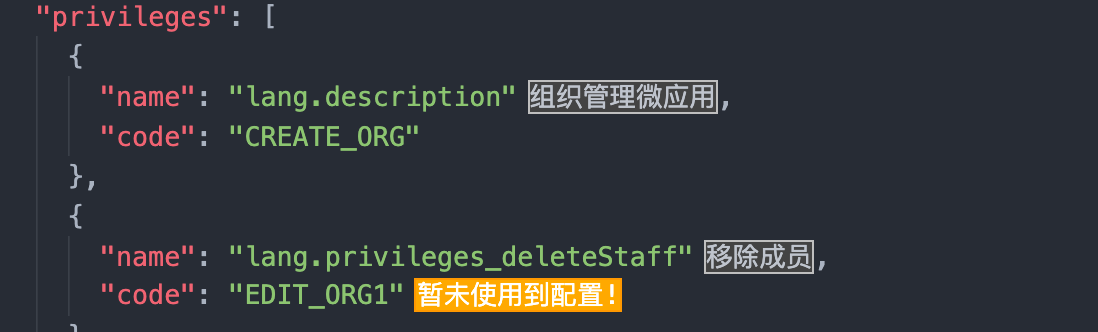 "privileges": [
{
"name": "lang.description" 组织管理微应用,
"code": "CREATE_ORG"
},
{
"name": "lang.privileges_deleteStaff" 移除成员,
"code": "EDIT_ORG1" 暂未使用到配置!
}